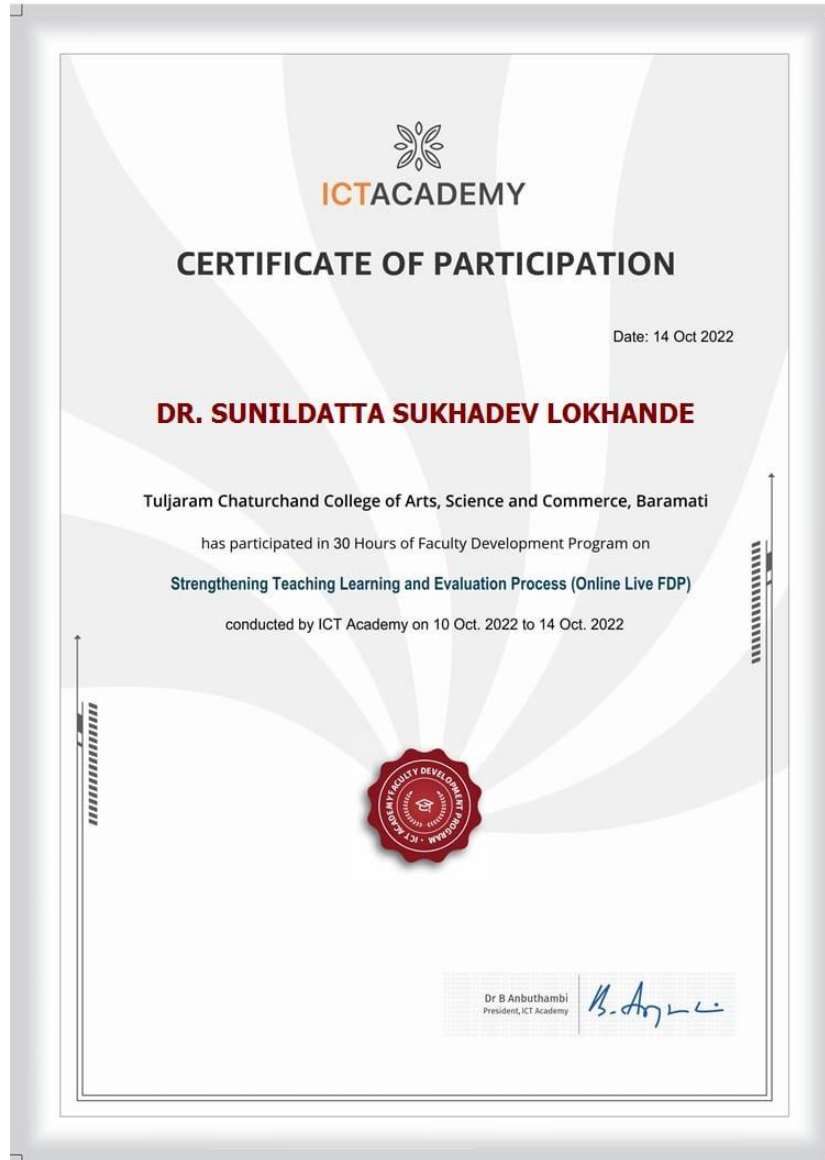 ICTACADEMY
CERTIFICATE OF PARTICIPATION
Date: 14 Oct 2022
DR. SUNILDATTA SUKHADEV LOKHANDE
Tuljaram Chaturchand College of Arts, Science and Commerce, Baramati
has participated in 30 Hours of Faculty Development Program on
Strengthening Teaching Learning and Evaluation Process (Online Live FDP)
conducted by ICT Academy on 10 Oct. 2022 to 14 Oct. 2022
ICT ACADEMY FACULTY DEVELOPMENT PROGRAM
Dr B Anbuthambi
President, ICT Academy